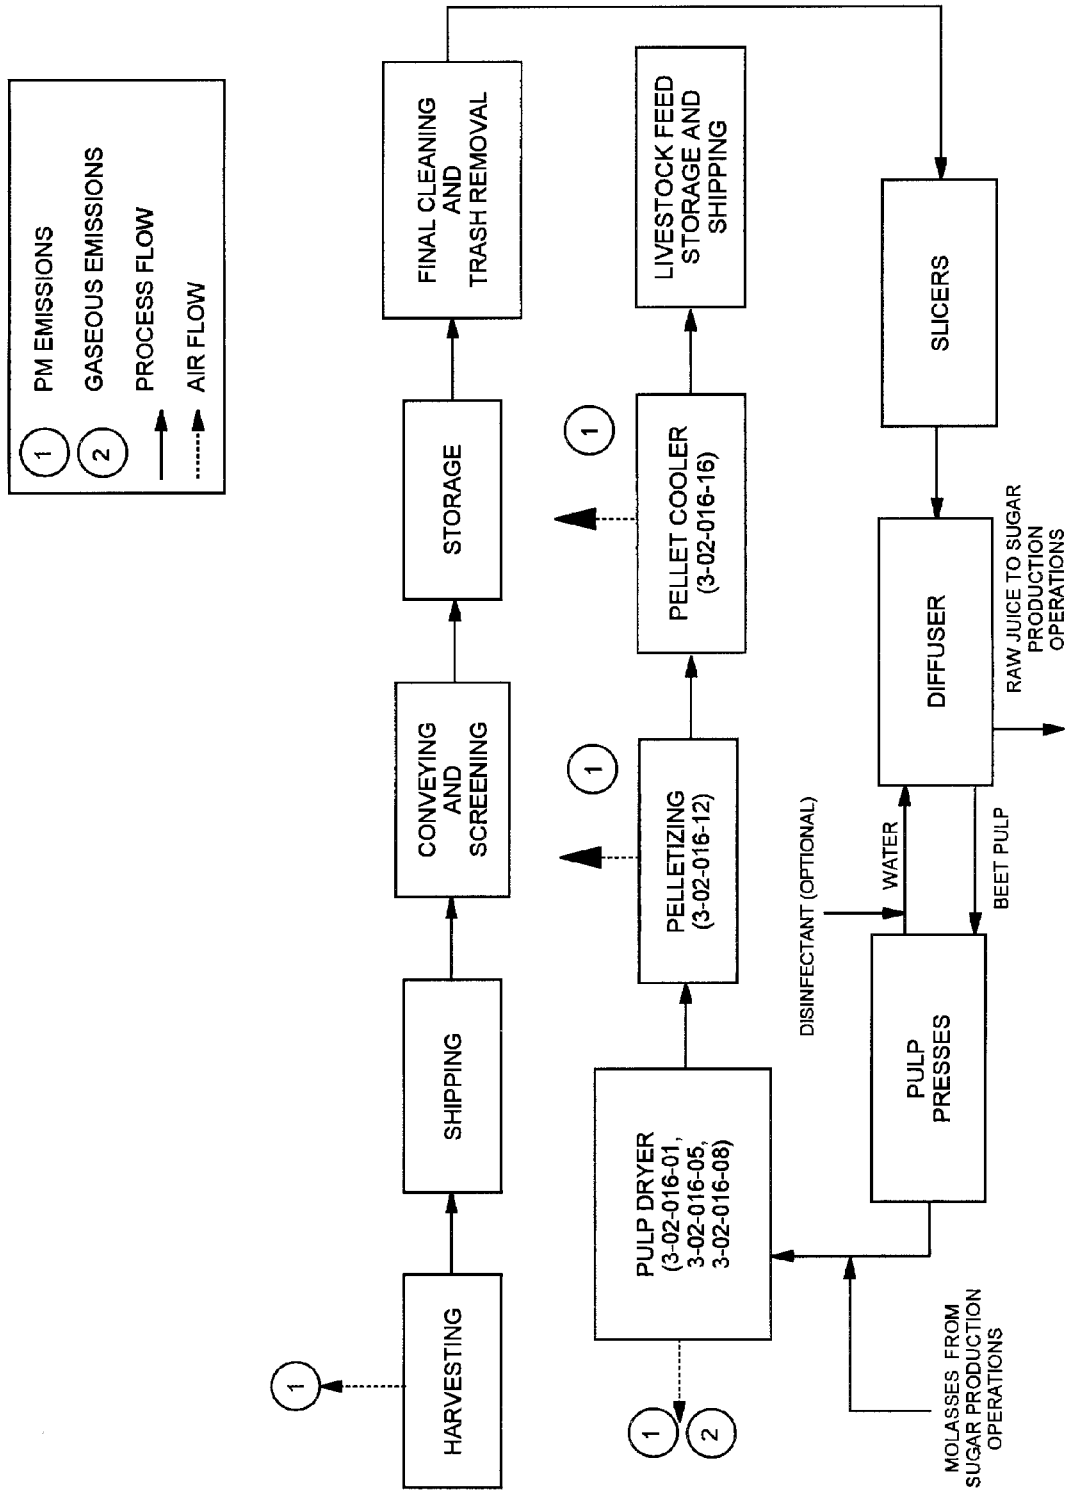 1
PM EMISSIONS
2
GASEOUS EMISSIONS
PROCESS FLOW
AIR FLOW
1
HARVESTING
SHIPPING
CONVEYING
AND
SCREENING
STORAGE
FINAL CLEANING
AND
TRASH REMOVAL
1
2
PULP DRYER
(3-02-016-01,
3-02-016-05,
3-02-016-08)
1
PELLETIZING
(3-02-016-12)
1
PELLET COOLER
(3-02-016-16)
LIVESTOCK FEED
STORAGE AND
SHIPPING
MOLASSES FROM
SUGAR PRODUCTION
OPERATIONS
PULP
PRESSES
DISINFECTANT (OPTIONAL)
WATER
BEET PULP
DIFFUSER
RAW JUICE TO SUGAR
PRODUCTION
OPERATIONS
SLICERS